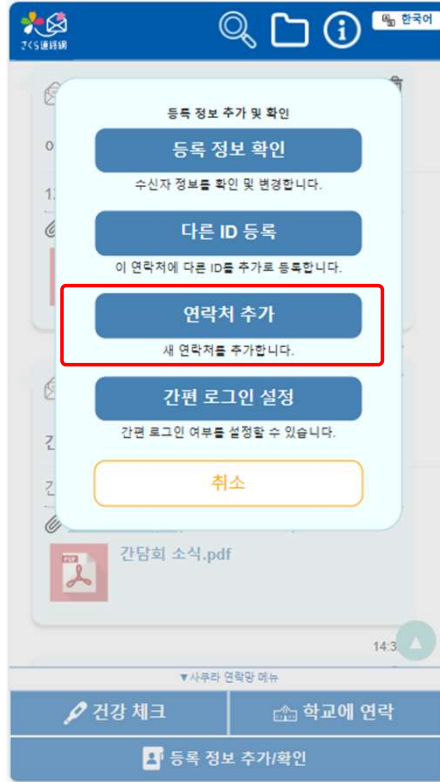 さくら連絡網
한국어
등록 정보 추가 및 확인
등록 정보 확인
수신자 정보를 확인 및 변경합니다.
다른 ID 등록
이 연락처에 다른 ID를 추가로 등록합니다.
연락처 추가
새 연락처를 추가합니다.
간편 로그인 설정
간편 로그인 여부를 설정할 수 있습니다.
취소
PDF
간담회 소식.pdf
14:3
▼사쿠라 연락망 메뉴
건강 체크
학교에 연락
등록 정보 추가/확인